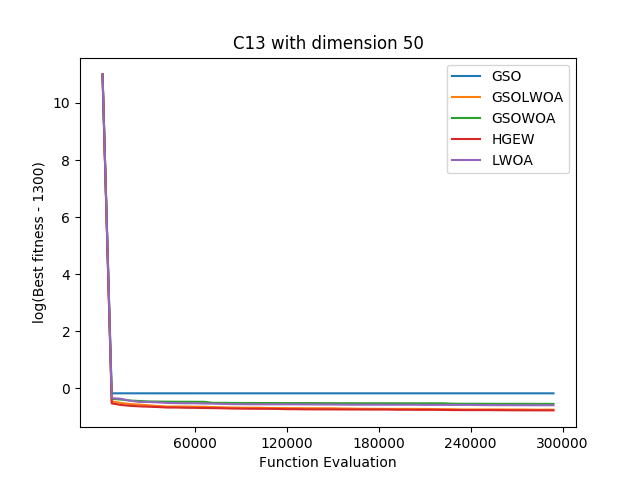 C13 with dimension 50
log(Best fitness - 1300)
10
8
6
4
2
0
GSO
GSOLWOA
GSOWOA
HGEW
LWOA
60000 120000 180000 240000 300000
Function Evaluation